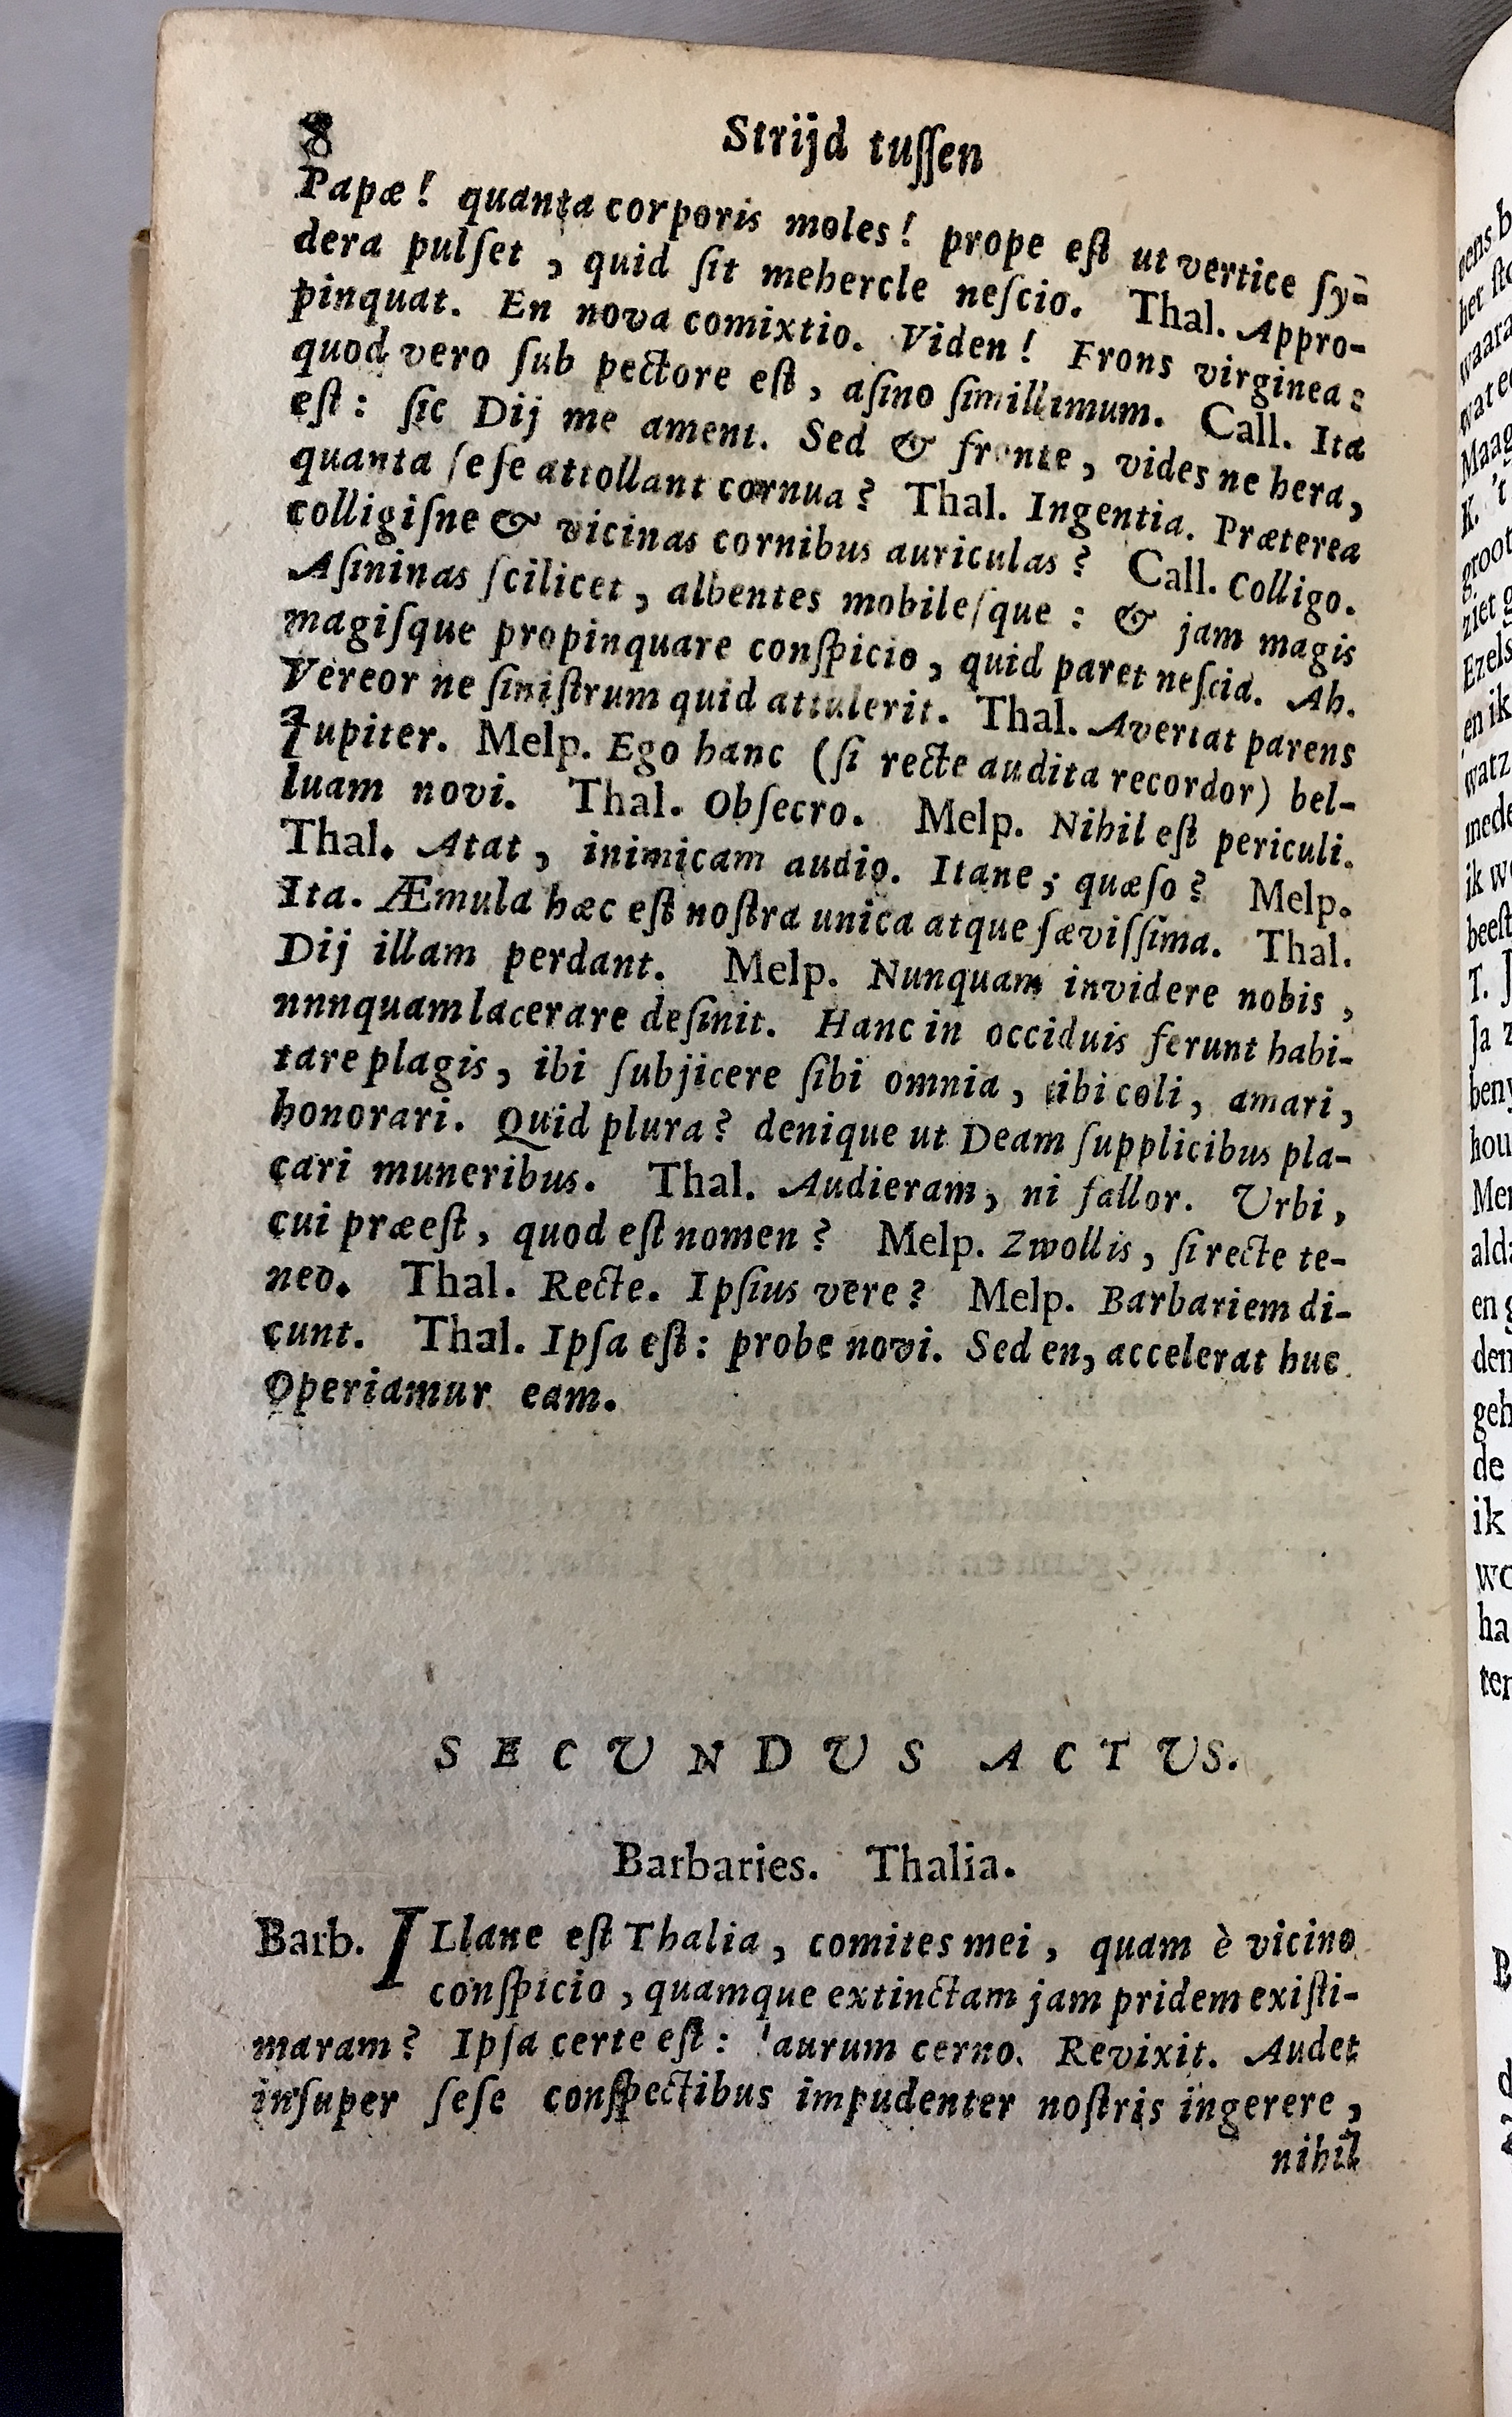 8 Strijd tuſſen
Papæ! quanta corporis moles! prope eſt ut vertice ſy-
dera pulſet, quid ſit mehercle neſcio. Thal. Appro-
pinquat. En nova comixtio. Viden! Frons virginea:
quod vero ſub pectore eſt, aſino ſimillimum. Call. Ita
eſt: ſic Dij me ament. Sed & fronte, vides ne hera,
quanta ſeſe attollant cornua? Thal. Ingentia. Præterea
colligiſne & vicinas cornibus auriculas? Call. Colligo.
Aſininas ſcilicet, albentes mobileſque: & jam magis
magiſque propinquare conſpicio, quid paret neſcia. Ah.
Vereor ne ſiniſtrum quid attulerit. Thal. Avertat parens
Jupiter. Melp. Ego hanc (ſi recte audita recordor) bel-
luam novi. Thal. Obſecro. Melp. Nihil eſt periculi.
Thal. Atat, inimicam audio. Itane; quæſo? Melp.
Ita. Æmula hæc eſt noſtra unica atque ſæviſſima. Thal.
Dij illam perdant. Melp. Nunquam invidere nobis,
nnnquam lacerare deſinit. Hanc in occiduis ferunt habi-
tare plagis, ibi ſubjicere ſibi omnia, ibi coli, amari,
honorari. Quid plura? denique ut Deam ſupplicibus pla-
cari muneribus. Thal. Audieram, ni fallor. Urbi,
cui præeſt, quod eſt nomen? Melp. Zwollis, ſi recte te-
neo. Thal. Recte. Ipſius vere? Melp. Barbariem di-
cunt. Thal. Ipſa eſt: probe novi. Sed en, accelerat huc.
Operiamur eam.
SECUNDUS ACTUS.
Barbaries. Thalia.
Barb. ILlane eſt Thalia, comites mei, quam è vicino
conſpicio, quamque extinctam jam pridem exiſti-
maram? Ipſa certe eſt: 'aurum cerno. Revixit. Audet
inſuper ſeſe conſpectibus impudenter noſtris ingerere,
nihil